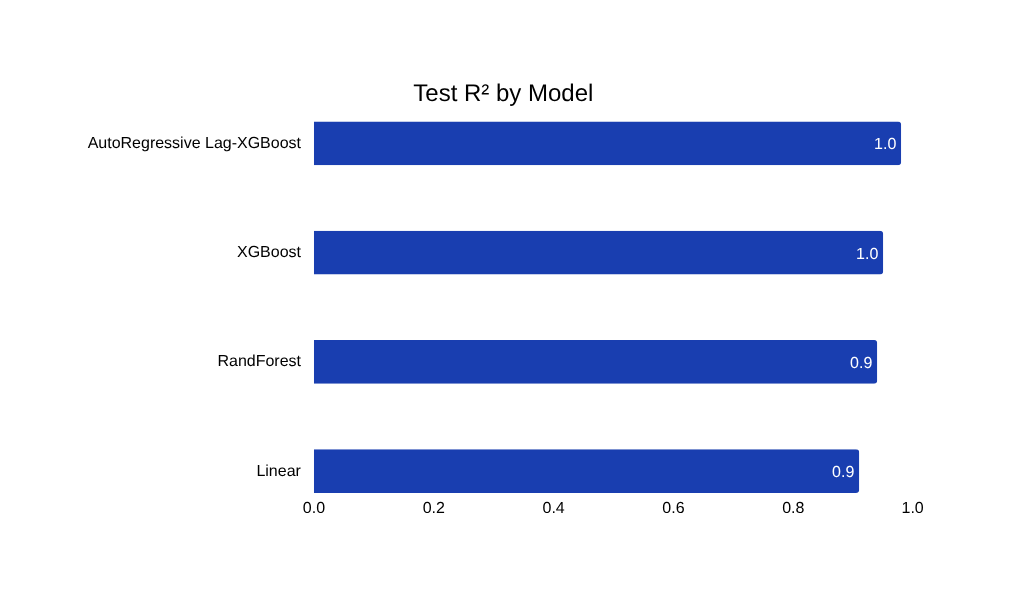 Test R² by Model
AutoRegressive Lag-XGBoost 1.0
XGBoost 1.0
RandForest 0.9
Linear 0.9
0.0 0.2 0.4 0.6 0.8 1.0